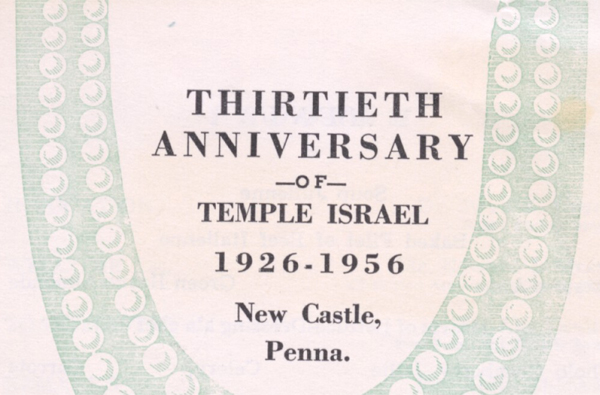 THIRTIETH
ANNIVERSARY
—OF—
TEMPLE ISRAEL
1926-1956
New Castle,
Penna.